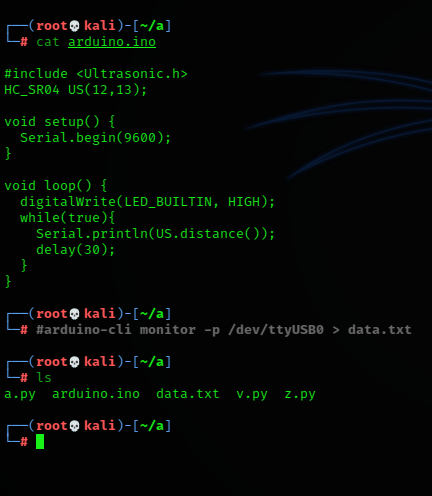 ┌──(root💀kali)-[~/a]
└─# cat arduino.ino

#include <Ultrasonic.h>
HC_SR04 US(12,13);

void setup() {
  Serial.begin(9600);
}

void loop() {
  digitalWrite(LED_BUILTIN, HIGH);
  while(true){
    Serial.println(US.distance());
    delay(30);
  }
}

┌──(root💀kali)-[~/a]
└─# #arduino-cli monitor -p /dev/ttyUSB0 > data.txt

┌──(root💀kali)-[~/a]
└─# ls
a.py  arduino.ino  data.txt  v.py  z.py

┌──(root💀kali)-[~/a]
└─#